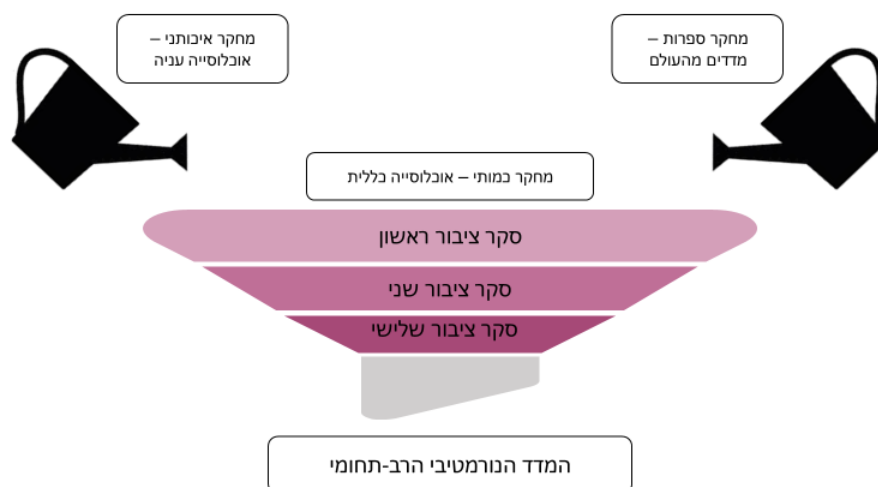 מחקר ספרות –
מדדים מהעולם
מחקר איכותני –
אוכלוסייה עניה
מחקר כמותי – אוכלוסייה כללית
סקר ציבור ראשון
סקר ציבור שני
סקר ציבור שלישי
המדד הנורמטיבי הרב-תחומי